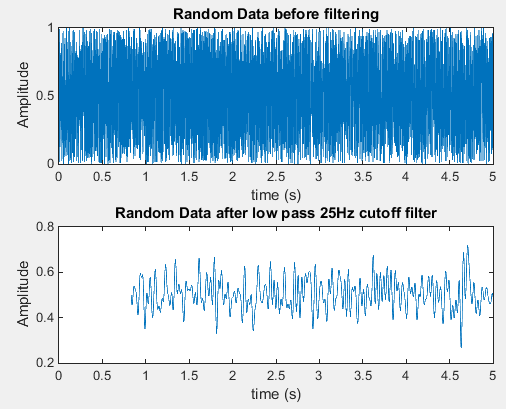 Random Data before filtering
Amplitude
1
0.5
0
0 0.5 1 1.5 2 2.5 3 3.5 4 4.5 5
time (s)
Random Data after low pass 25Hz cutoff filter
Amplitude
0.8
0.6
0.4
0.2
0 0.5 1 1.5 2 2.5 3 3.5 4 4.5 5
time (s)